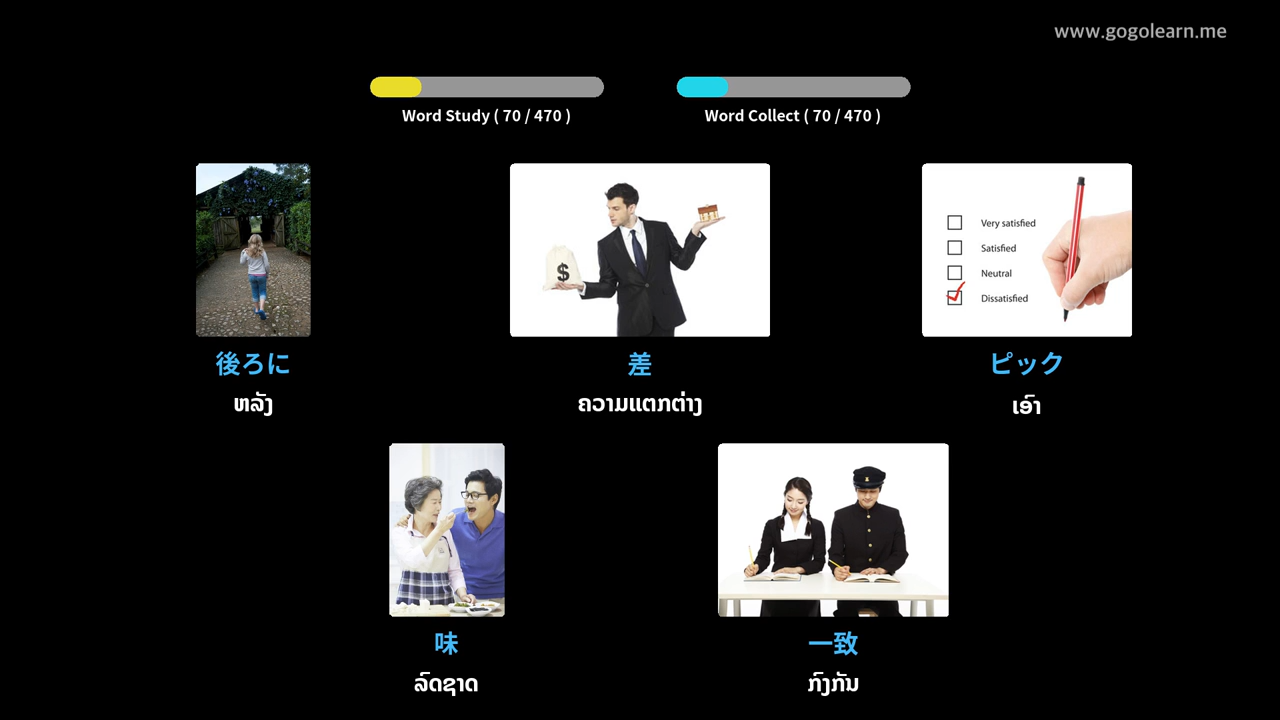 www.gogolearn.me
Word Study ( 70 / 470 )
Word Collect ( 70 / 470 )
$
Very satisfied
Satisfied
Neutral
Dissatisfied
後ろに
差
ピック
ຫລັງ
ຄວາມແຕກຕ່າງ
ເອົາ
味
一致
ລົດຊາດ
ກົງກັນ